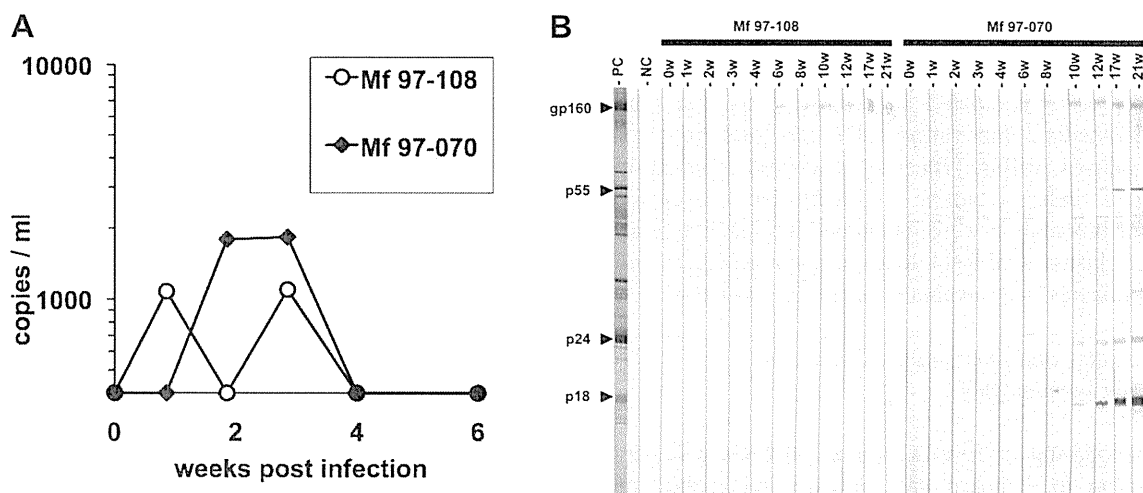 A
10000
1000
copies / ml
0 2 4 6
weeks post infection
Mf 97-108
Mf 97-070
B
Mf 97-108 Mf 97-070
- PC - NC - 0w - 1w - 2w - 3w - 4w - 6w - 8w - 10w - 12w - 17w - 21w - 0w - 1w - 2w - 3w - 4w - 6w - 8w - 10w - 12w - 17w - 21w
gp160
p55
p24
p18